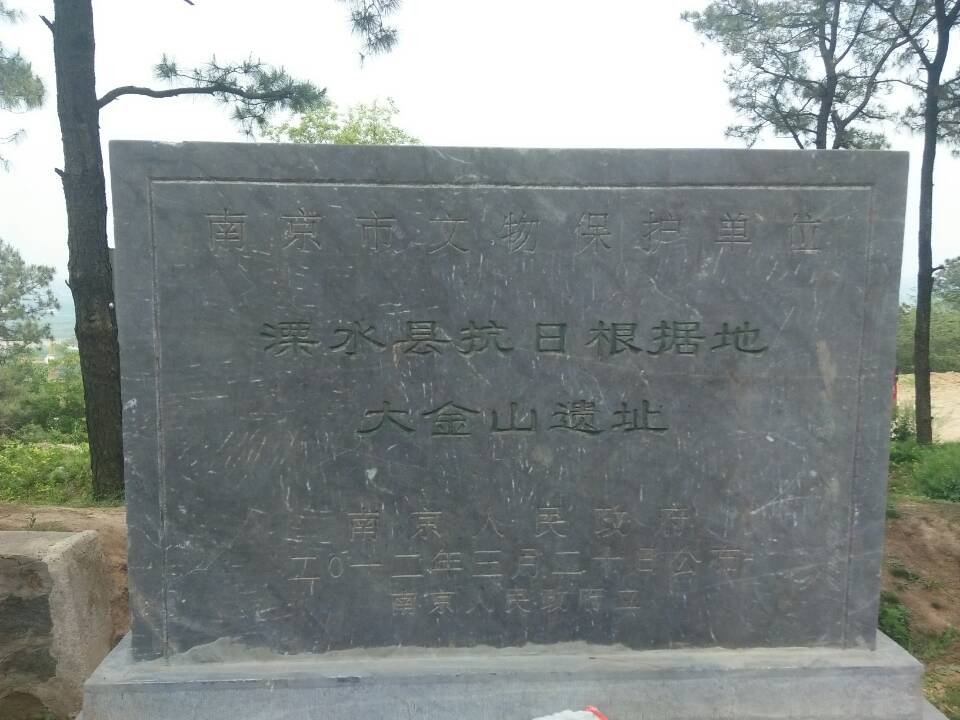 南京市文物保护单位
溧水县抗日根据地
大金山遗址
南京人民政府
二〇一二年三月二十日公布
南京人民政府立